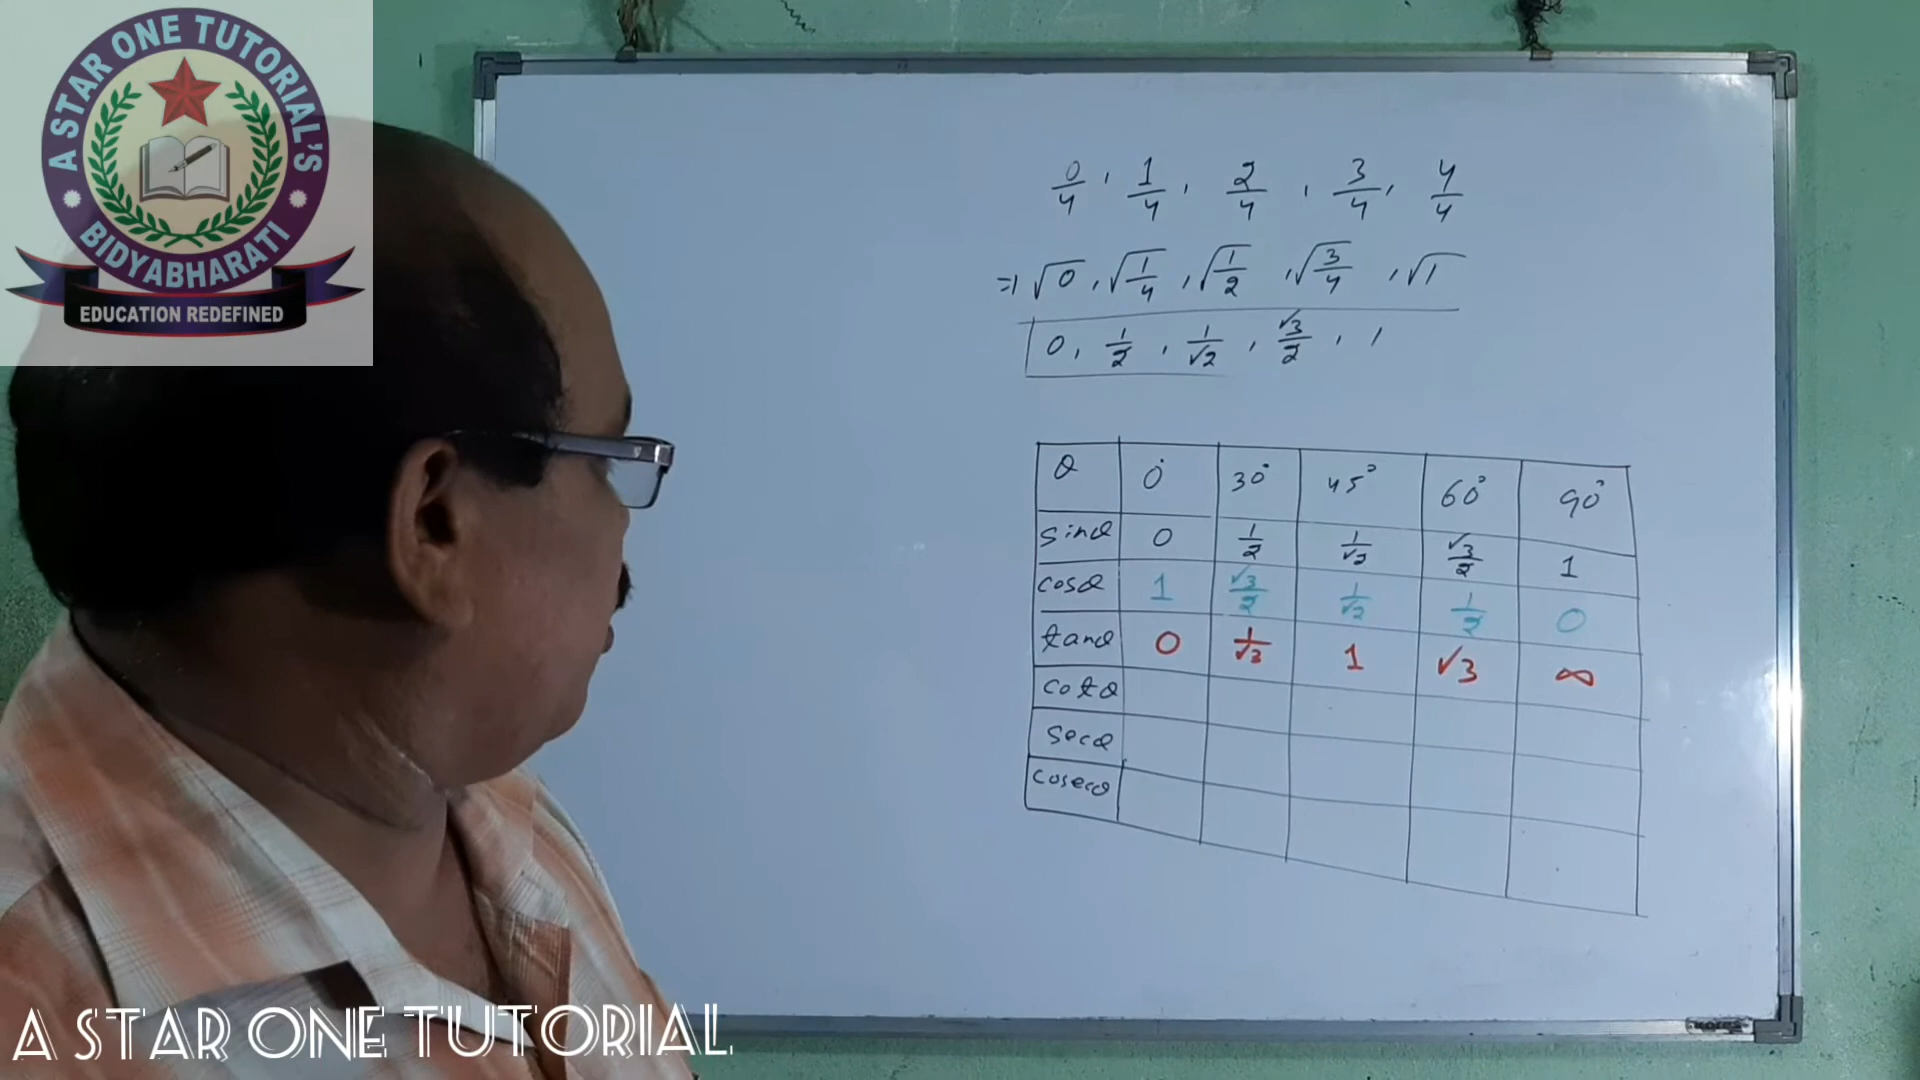 A STAR ONE TUTORIAL'S
BIDYABHARATI
EDUCATION REDEFINED
0/4, 1/4, 2/4, 3/4, 4/4
⇒ √0, √1/4, √1/2, √3/4, √1
0, 1/2, 1/√2, √3/2, 1
θ 0° 30° 45° 60° 90°
sinθ 0 1/2 1/√2 √3/2 1
cosθ 1 √3/2 1/√2 1/2 0
tanθ 0 1/√3 1 √3 ∞
cotθ
secθ
cosecθ
A STAR ONE TUTORIAL